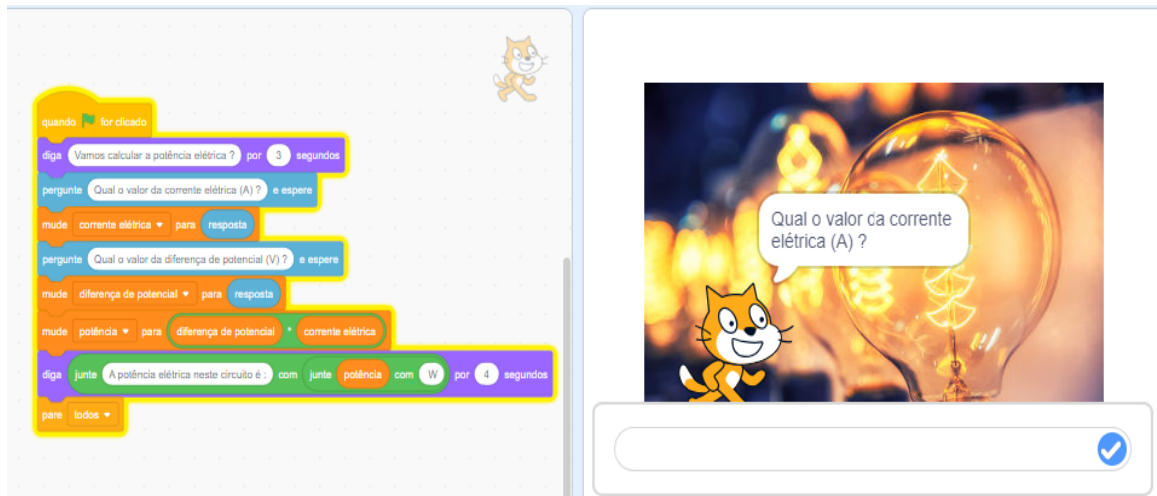 quando for clicado
diga Vamos calcular a potência elétrica ? por 3 segundos
pergunte Qual o valor da corrente elétrica (A) ? e espere
mude corrente elétrica para resposta
pergunte Qual o valor da diferença de potencial (V) ? e espere
mude diferença de potencial para resposta
mude potência para diferença de potencial * corrente elétrica
diga junte A potência elétrica neste circuito é : com junte potência com W por 4 segundos
pare todos
Qual o valor da corrente
elétrica (A) ?